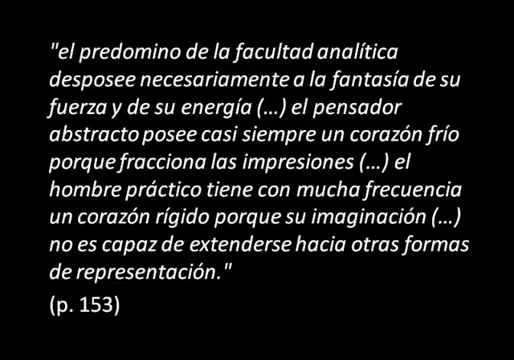 "el predomino de la facultad analítica
desposee necesariamente a la fantasía de su
fuerza y de su energía (...) el pensador
abstracto posee casi siempre un corazón frío
porque fracciona las impresiones (...) el
hombre práctico tiene con mucha frecuencia
un corazón rígido porque su imaginación (...)
no es capaz de extenderse hacia otras formas
de representación."
(p. 153)